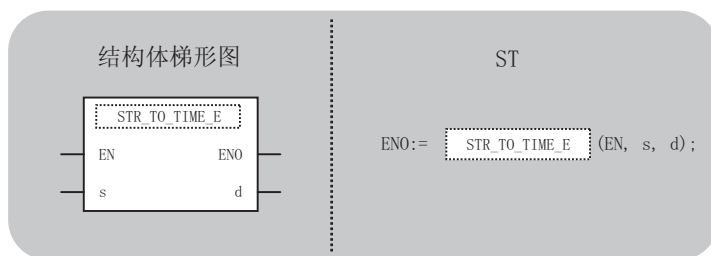 结构体梯形图
STR_TO_TIME_E
EN ENO
s d
ST
ENO:= STR_TO_TIME_E (EN, s, d);